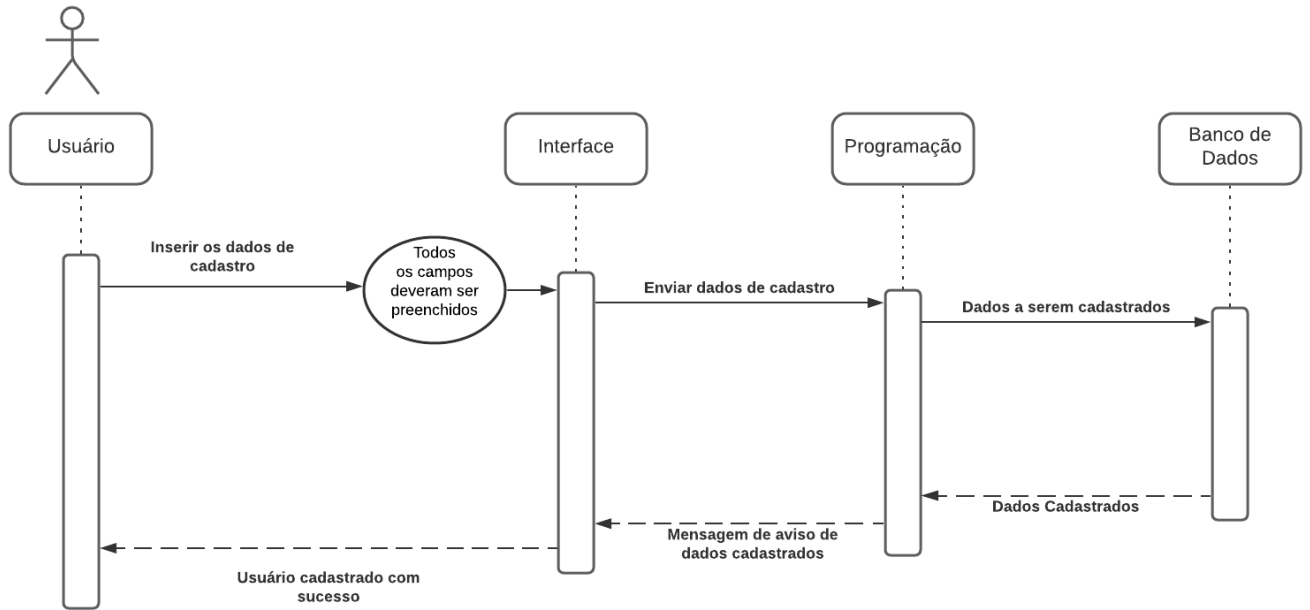 Usuário
Interface
Programação
Banco de
Dados
Inserir os dados de
cadastro
Todos
os campos
deveram ser
preenchidos
Enviar dados de cadastro
Dados a serem cadastrados
Dados Cadastrados
Mensagem de aviso de
dados cadastrados
Usuário cadastrado com
sucesso